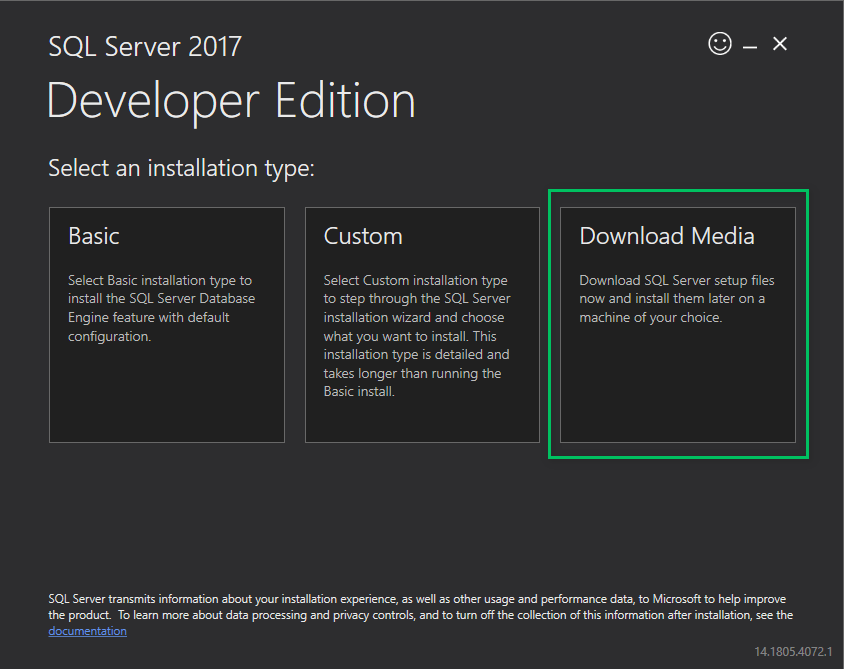 SQL Server 2017
Developer Edition
Select an installation type:
Basic
Select Basic installation type to
install the SQL Server Database
Engine feature with default
configuration.
Custom
Select Custom installation type
to step through the SQL Server
installation wizard and choose
what you want to install. This
installation type is detailed and
takes longer than running the
Basic install.
Download Media
Download SQL Server setup files
now and install them later on a
machine of your choice.
SQL Server transmits information about your installation experience, as well as other usage and performance data, to Microsoft to help improve
the product.  To learn more about data processing and privacy controls, and to turn off the collection of this information after installation, see the
documentation
14.1805.4072.1